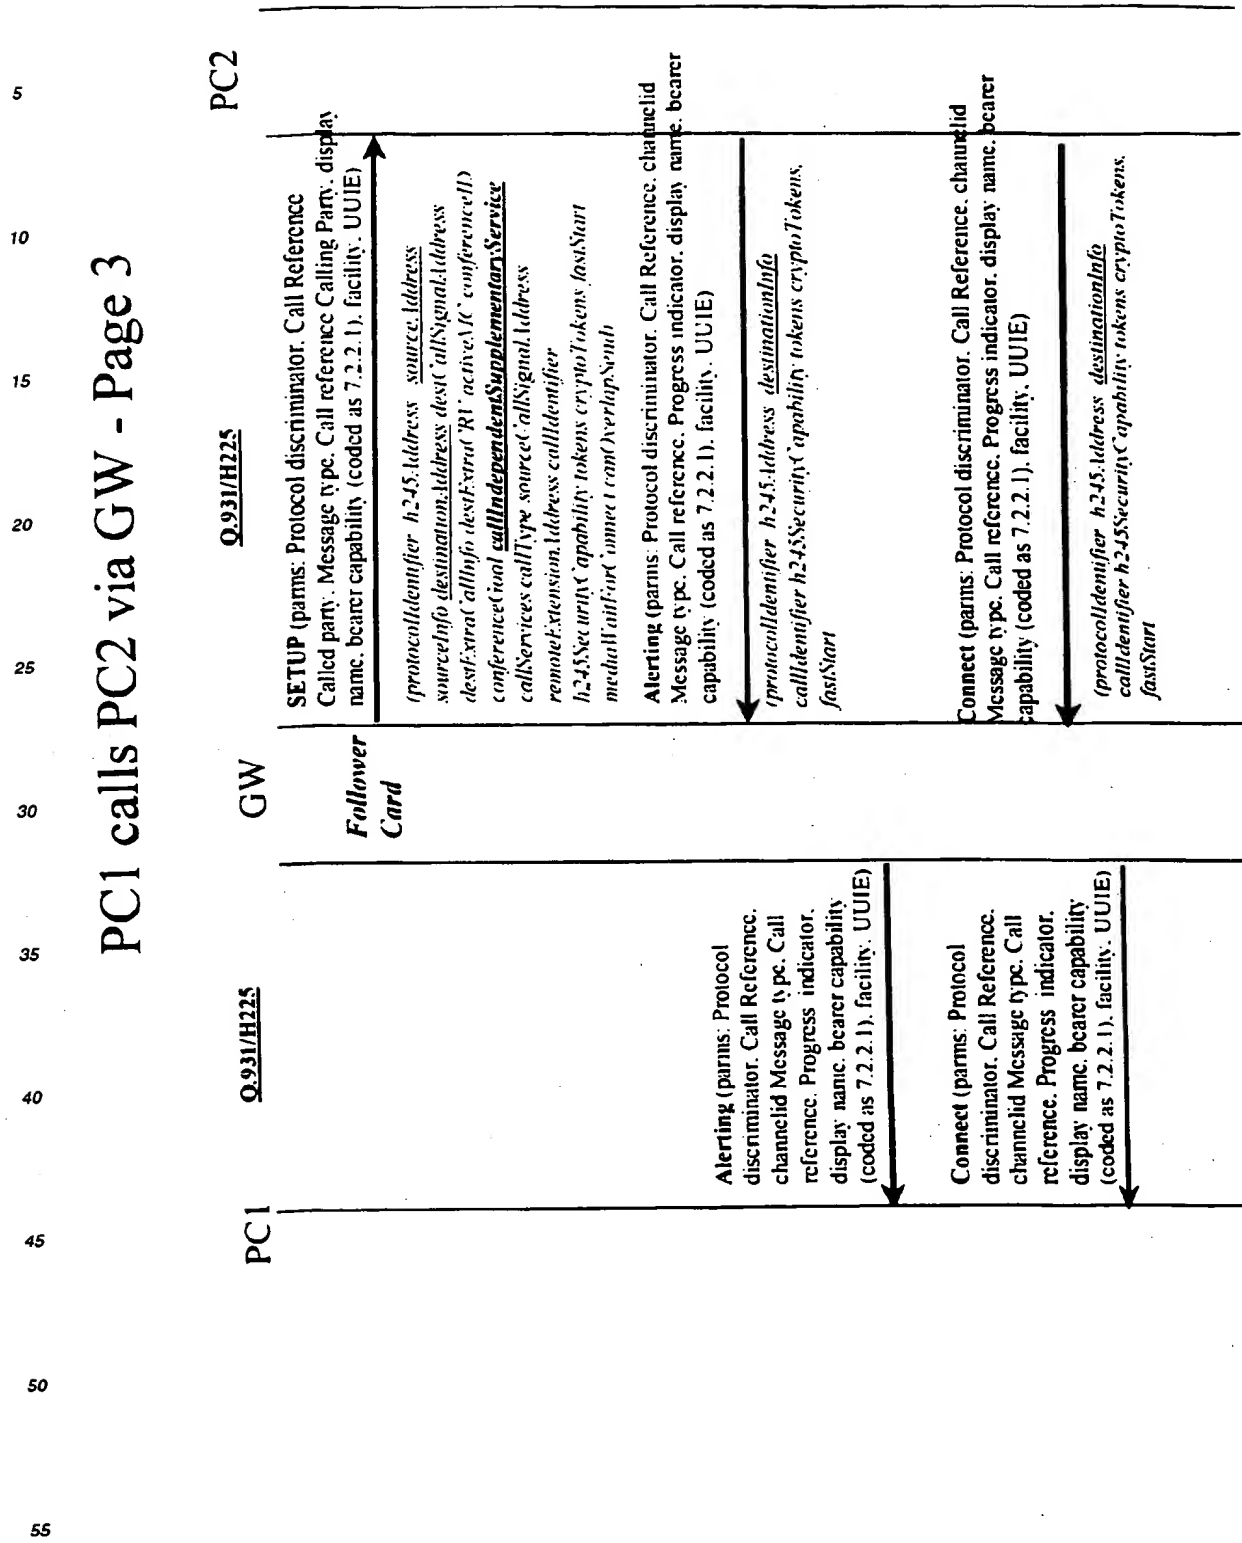 PC1 calls PC2 via GW - Page 3
PC1
Q.931/H225
GW
Q.931/H225
PC2
Follower
Card
SETUP (parms: Protocol discriminator. Call Reference
Called party. Message type. Call reference Calling Party. display
name. bearer capability (coded as 7.2.2.1). facility. UUIE)
(protocolIdentifier h245Address sourceAddress
sourceInfo destinationAddress destCallSignalAddress
destExtraCallInfo destExtraCRV activeMC conferenceID
conferenceGoal callIndependentSupplementaryService
callServices callType sourceCallSignalAddress
remoteExtensionAddress callIdentifier
h245SecurityCapability tokens cryptoTokens fastStart
mediaWaitForConnect canOverlapSend)
Alerting (parms: Protocol discriminator. Call Reference. channelid
Message type. Call reference. Progress indicator. display name. bearer
capability (coded as 7.2.2.1). facility. UUIE)
(protocolIdentifier h245Address destinationInfo
callIdentifier h245SecurityCapability tokens cryptoTokens,
fastStart
Alerting (parms: Protocol
discriminator. Call Reference.
channelid Message type. Call
reference. Progress indicator.
display name. bearer capability
(coded as 7.2.2.1). facility. UUIE)
Connect (parms: Protocol discriminator. Call Reference. channelid
Message type. Call reference. Progress indicator. display name. bearer
capability (coded as 7.2.2.1). facility. UUIE)
(protocolIdentifier h245Address destinationInfo
callIdentifier h245SecurityCapability tokens cryptoTokens,
fastStart
Connect (parms: Protocol
discriminator. Call Reference.
channelid Message type. Call
reference. Progress indicator.
display name. bearer capability
(coded as 7.2.2.1). facility. UUIE)
5
10
15
20
25
30
35
40
45
50
55